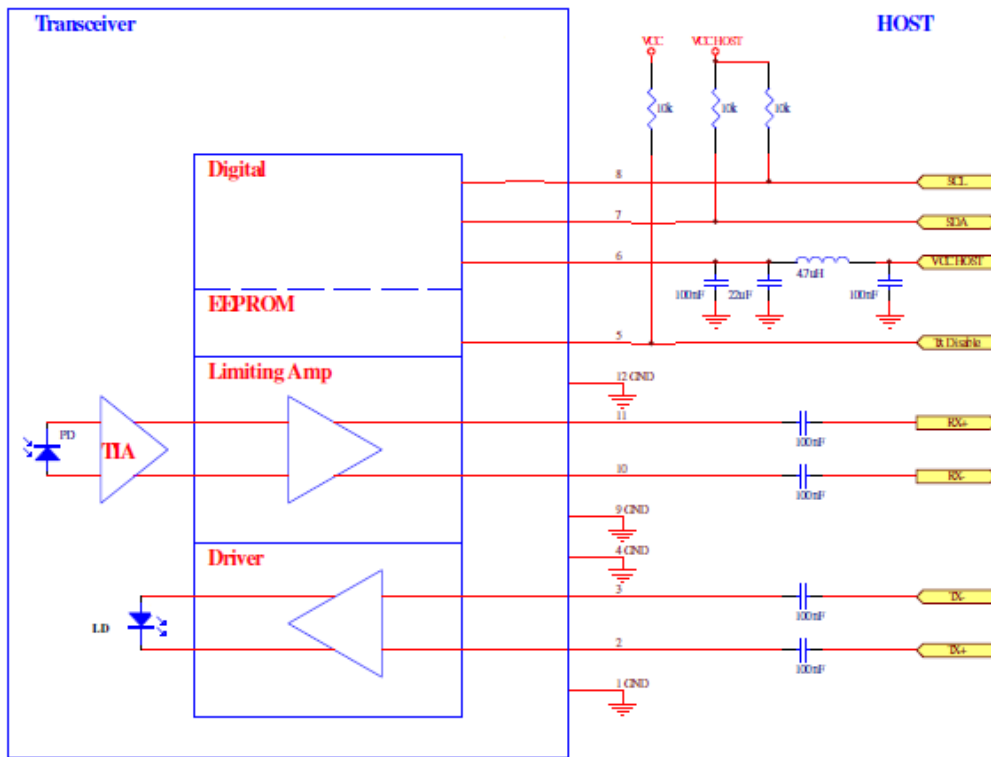 Transceiver
HOST
VCC
VCC HOST
10k
10k
10k
Digital
8
SCL
7
SDA
6
VCC HOST
4.7uH
100nF
22uF
100nF
EEPROM
5
Tx Disable
Limiting Amp
12 GND
11
RX+
PD
TIA
100nF
10
RX-
100nF
9 GND
Driver
4 GND
3
TX-
100nF
LD
2
TX+
100nF
1 GND